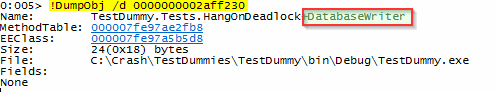 0:005> !DumpObj /d 0000000002aff230
Name: TestDummy.Tests.HangOnDeadlock+DatabaseWriter
MethodTable: 000007fe97ae2fb8
EEClass: 000007fe97a5b5d8
Size: 24(0x18) bytes
File: C:\Crash\TestDummies\TestDummy\bin\Debug\TestDummy.exe
Fields:
None